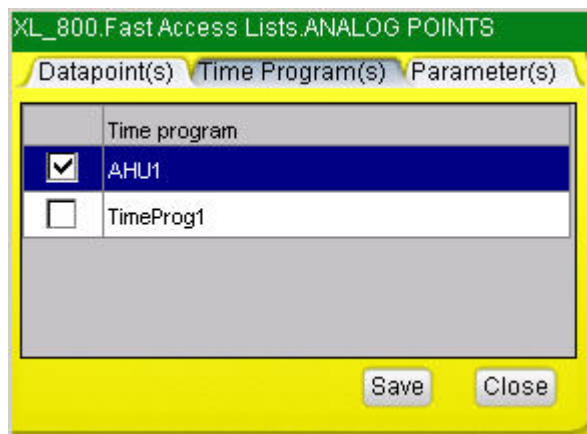 XL_800.Fast Access Lists.ANALOG POINTS
Datapoint(s) Time Program(s) Parameter(s)
Time program
AHU1
TimeProg1
Save Close